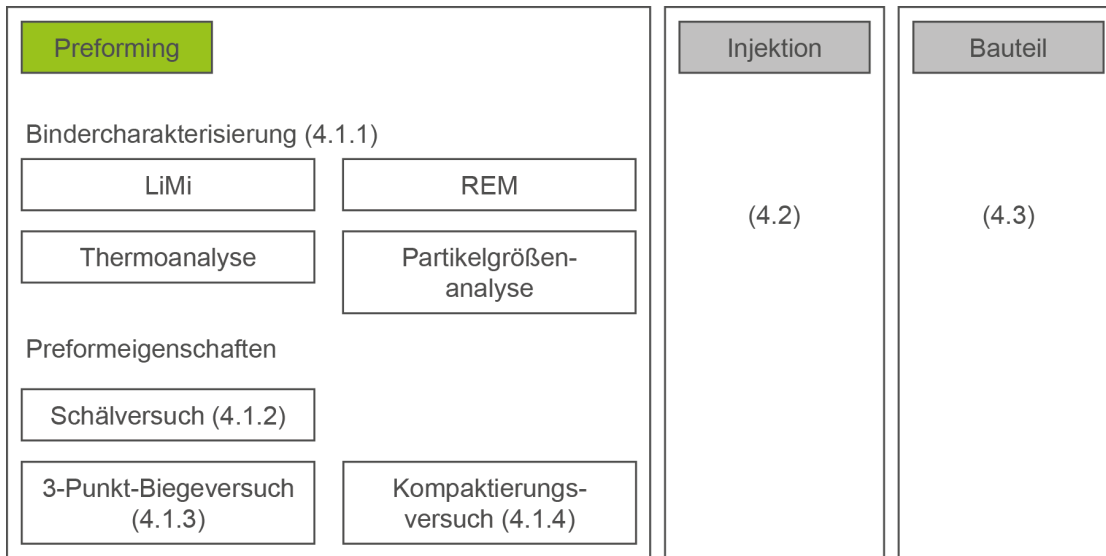 Preforming
Injektion
Bauteil
Bindercharakterisierung (4.1.1)
LiMi
REM
Thermoanalyse
Partikelgrößen-
analyse
(4.2)
(4.3)
Preformeigenschaften
Schälversuch (4.1.2)
3-Punkt-Biegeversuch
(4.1.3)
Kompaktierungs-
versuch (4.1.4)